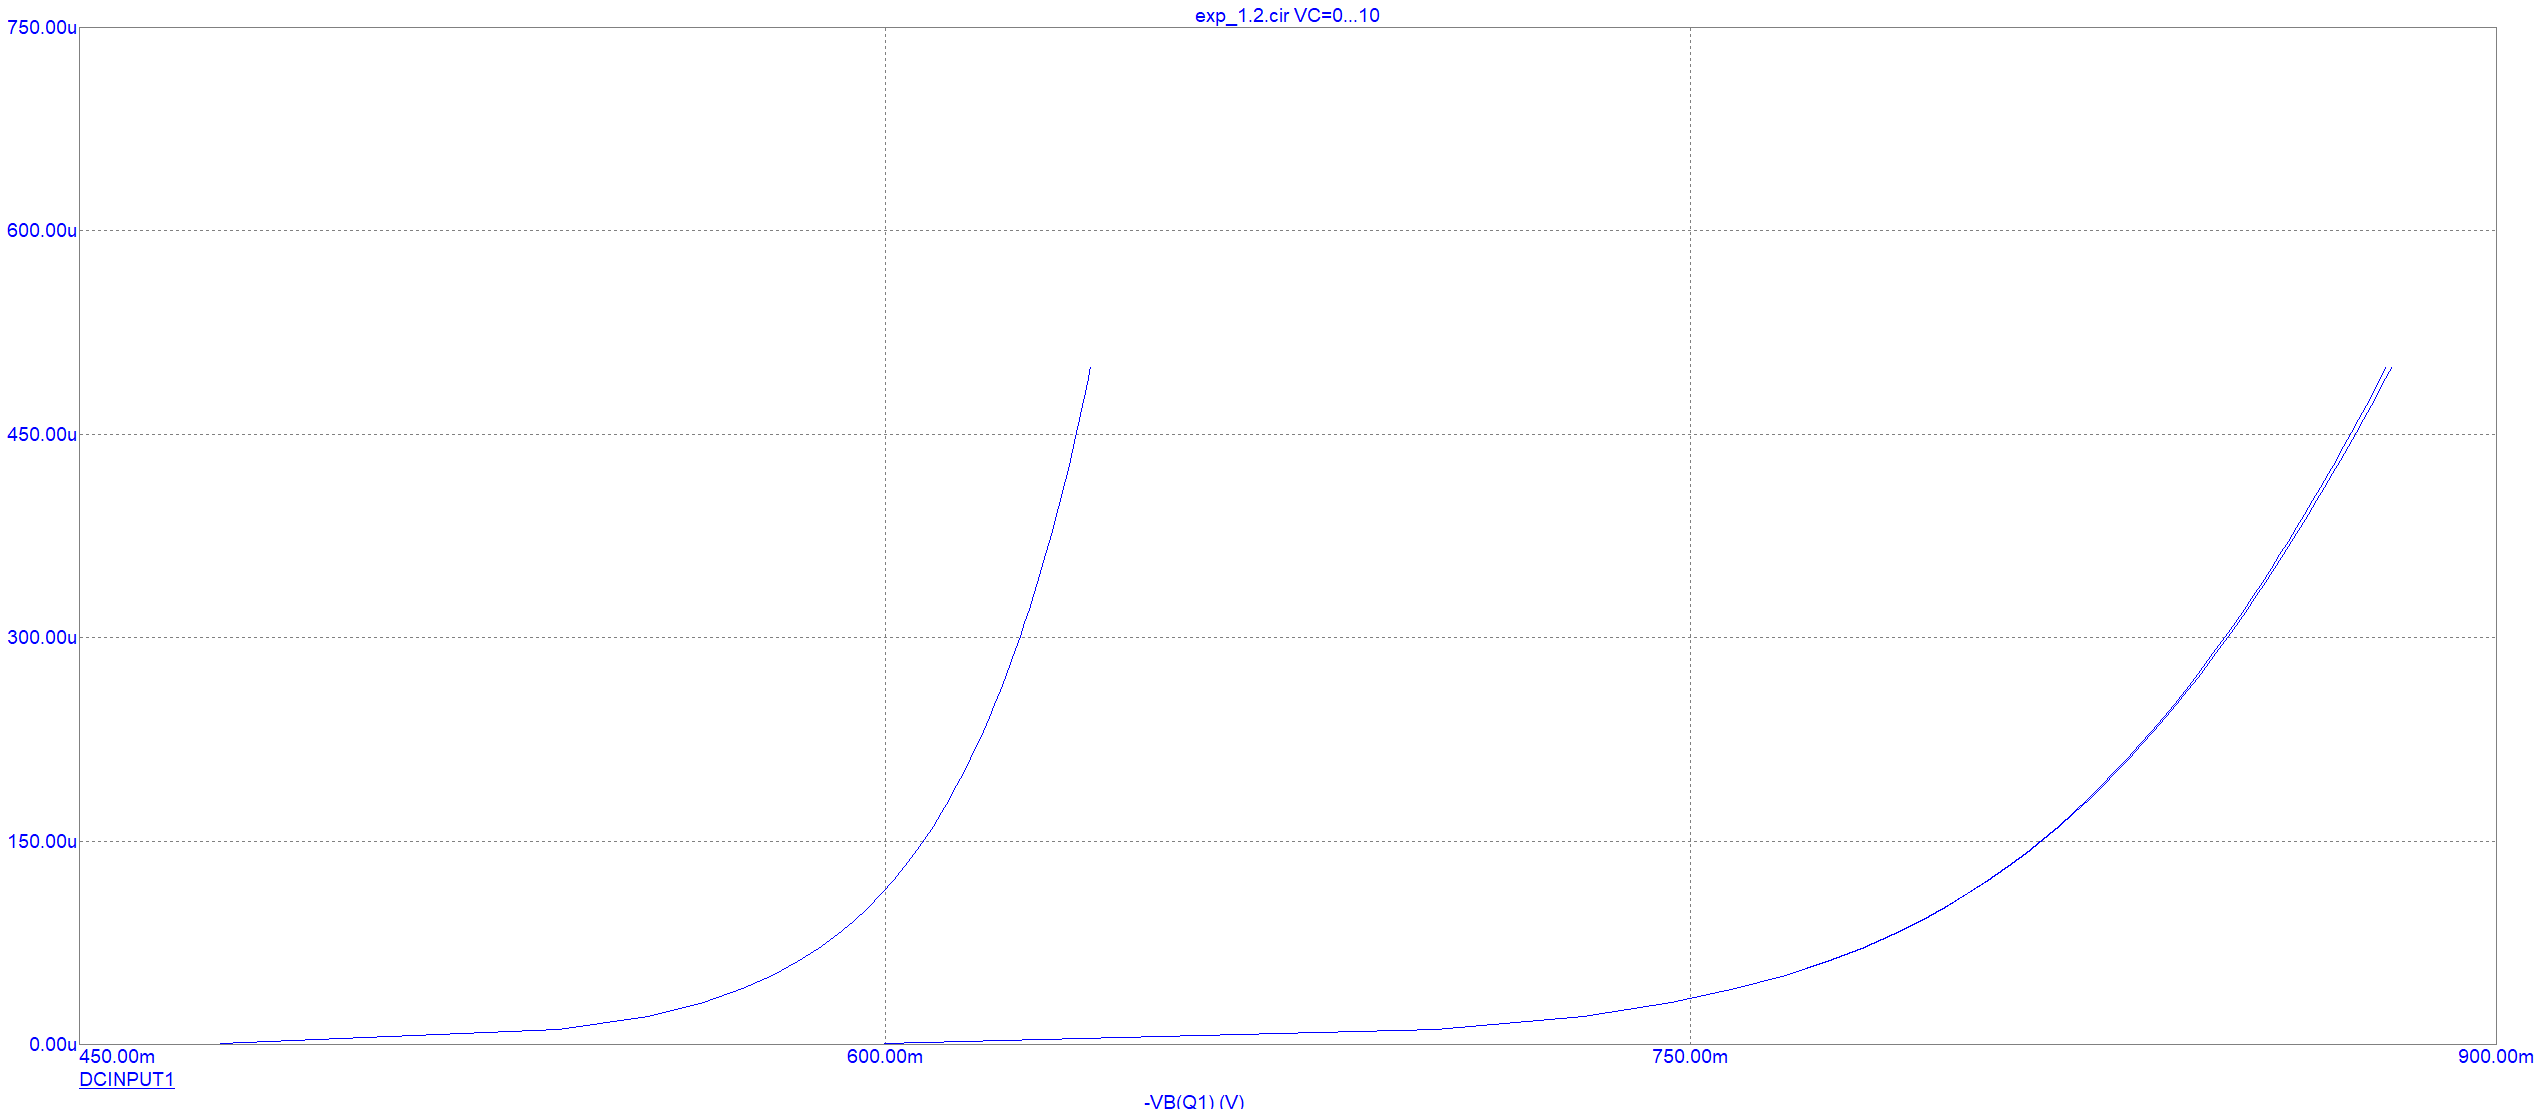 exp_1.2.cir VC=0...10
750.00u
600.00u
450.00u
300.00u
150.00u
0.00u
450.00m 600.00m 750.00m 900.00m
DCINPUT1
-VB(Q1) (V)